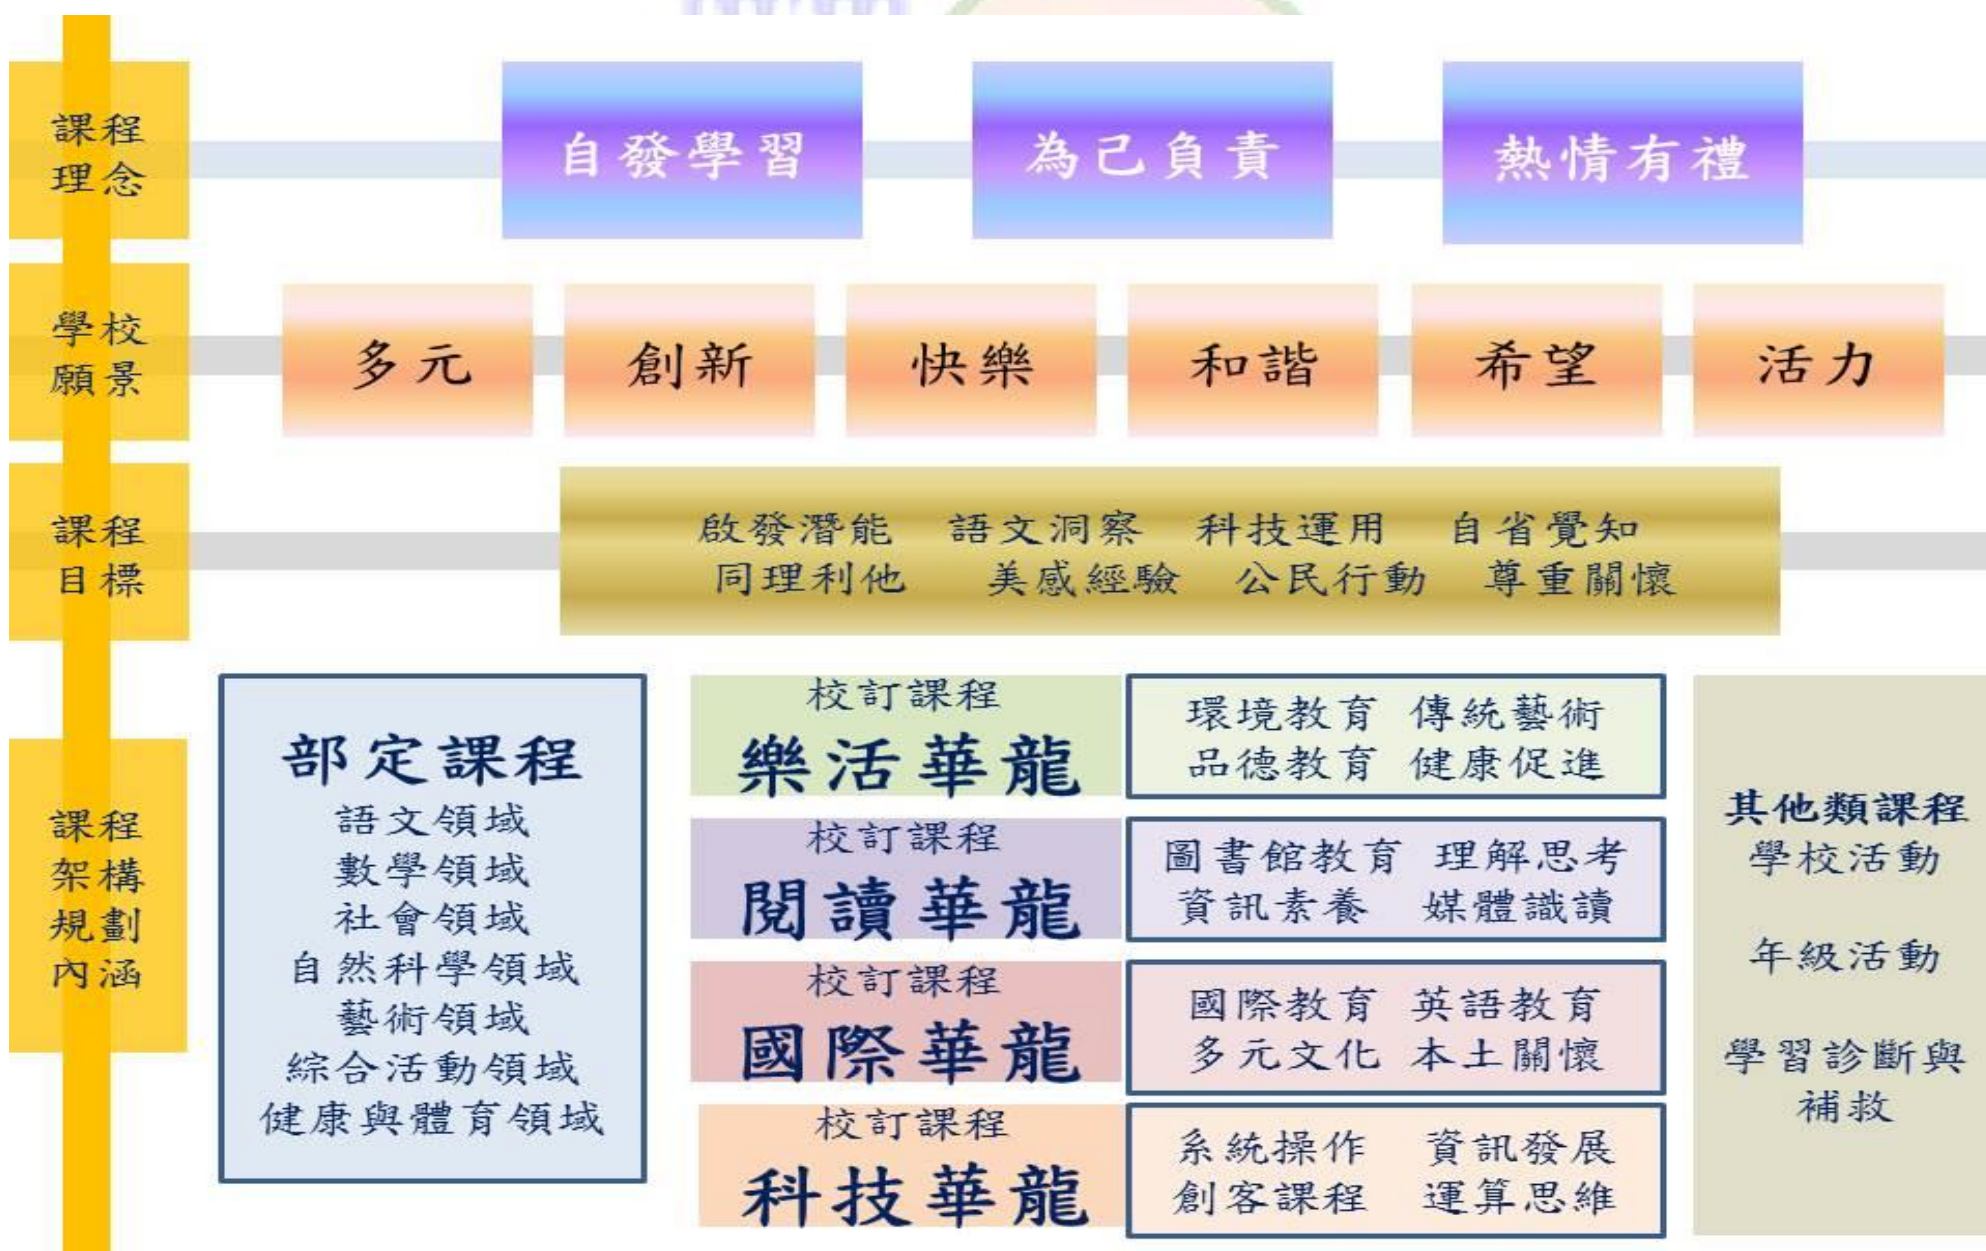 課程
理念
自發學習
為己負責
熱情有禮
學校
願景
多元
創新
快樂
和諧
希望
活力
課程
目標
啟發潛能 語文洞察 科技運用 自省覺知
同理利他 美感經驗 公民行動 尊重關懷
課程
架構
規劃
內涵
部定課程
語文領域
數學領域
社會領域
自然科學領域
藝術領域
綜合活動領域
健康與體育領域
校訂課程
樂活華龍
環境教育 傳統藝術
品德教育 健康促進
校訂課程
閱讀華龍
圖書館教育 理解思考
資訊素養 媒體識讀
校訂課程
國際華龍
國際教育 英語教育
多元文化 本土關懷
校訂課程
科技華龍
系統操作 資訊發展
創客課程 運算思維
其他類課程
學校活動
年級活動
學習診斷與
補救